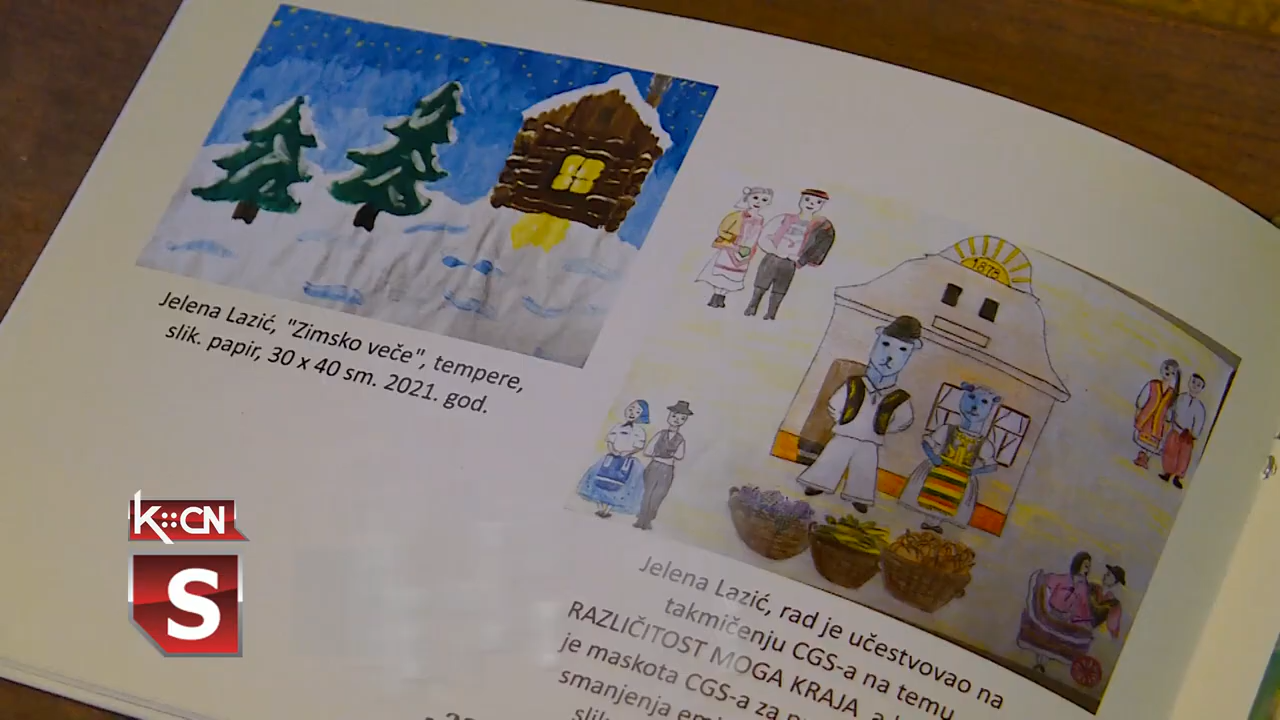 Jelena Lazić, "Zimsko veče", tempere,
slik. papir, 30 x 40 sm. 2021. god.
1878
Jelena Lazić, rad je učestvovao na
takmičenju CGS-a na temu
RAZLIČITOST MOGA KRAJA, a
je maskota CGS-a za
smanjenja
K::CN
S